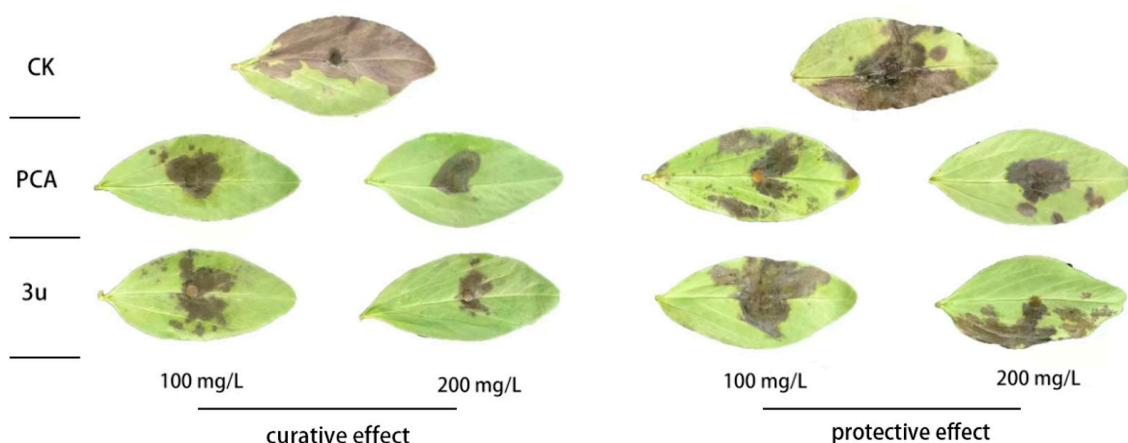 CK
PCA
3u
100 mg/L
200 mg/L
100 mg/L
200 mg/L
curative effect
protective effect